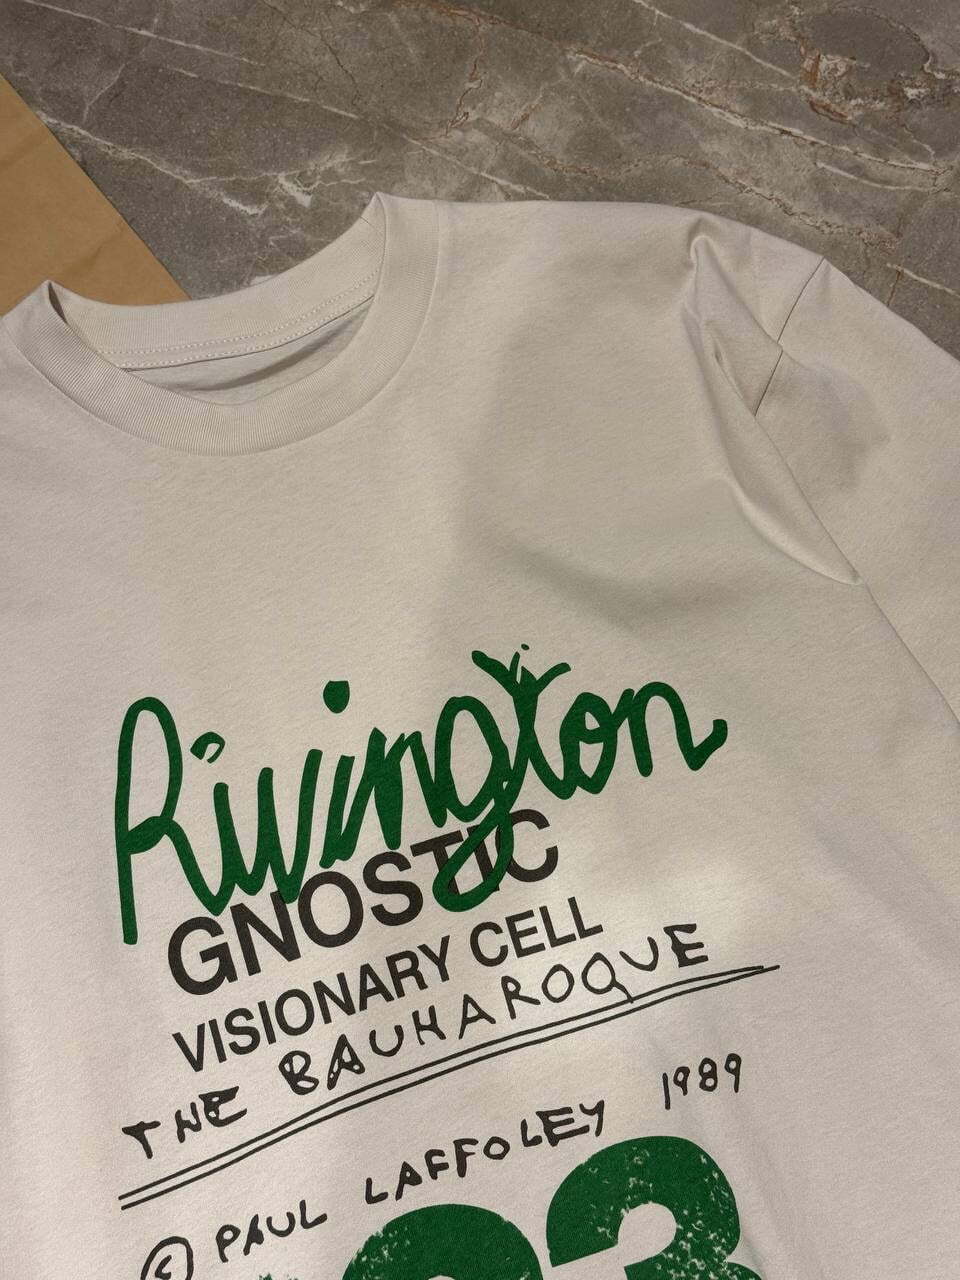 Rivington
GNOSTIC
VISIONARY CELL
THE BAUHAROQUE
© PAUL LAFFOLEY 1989